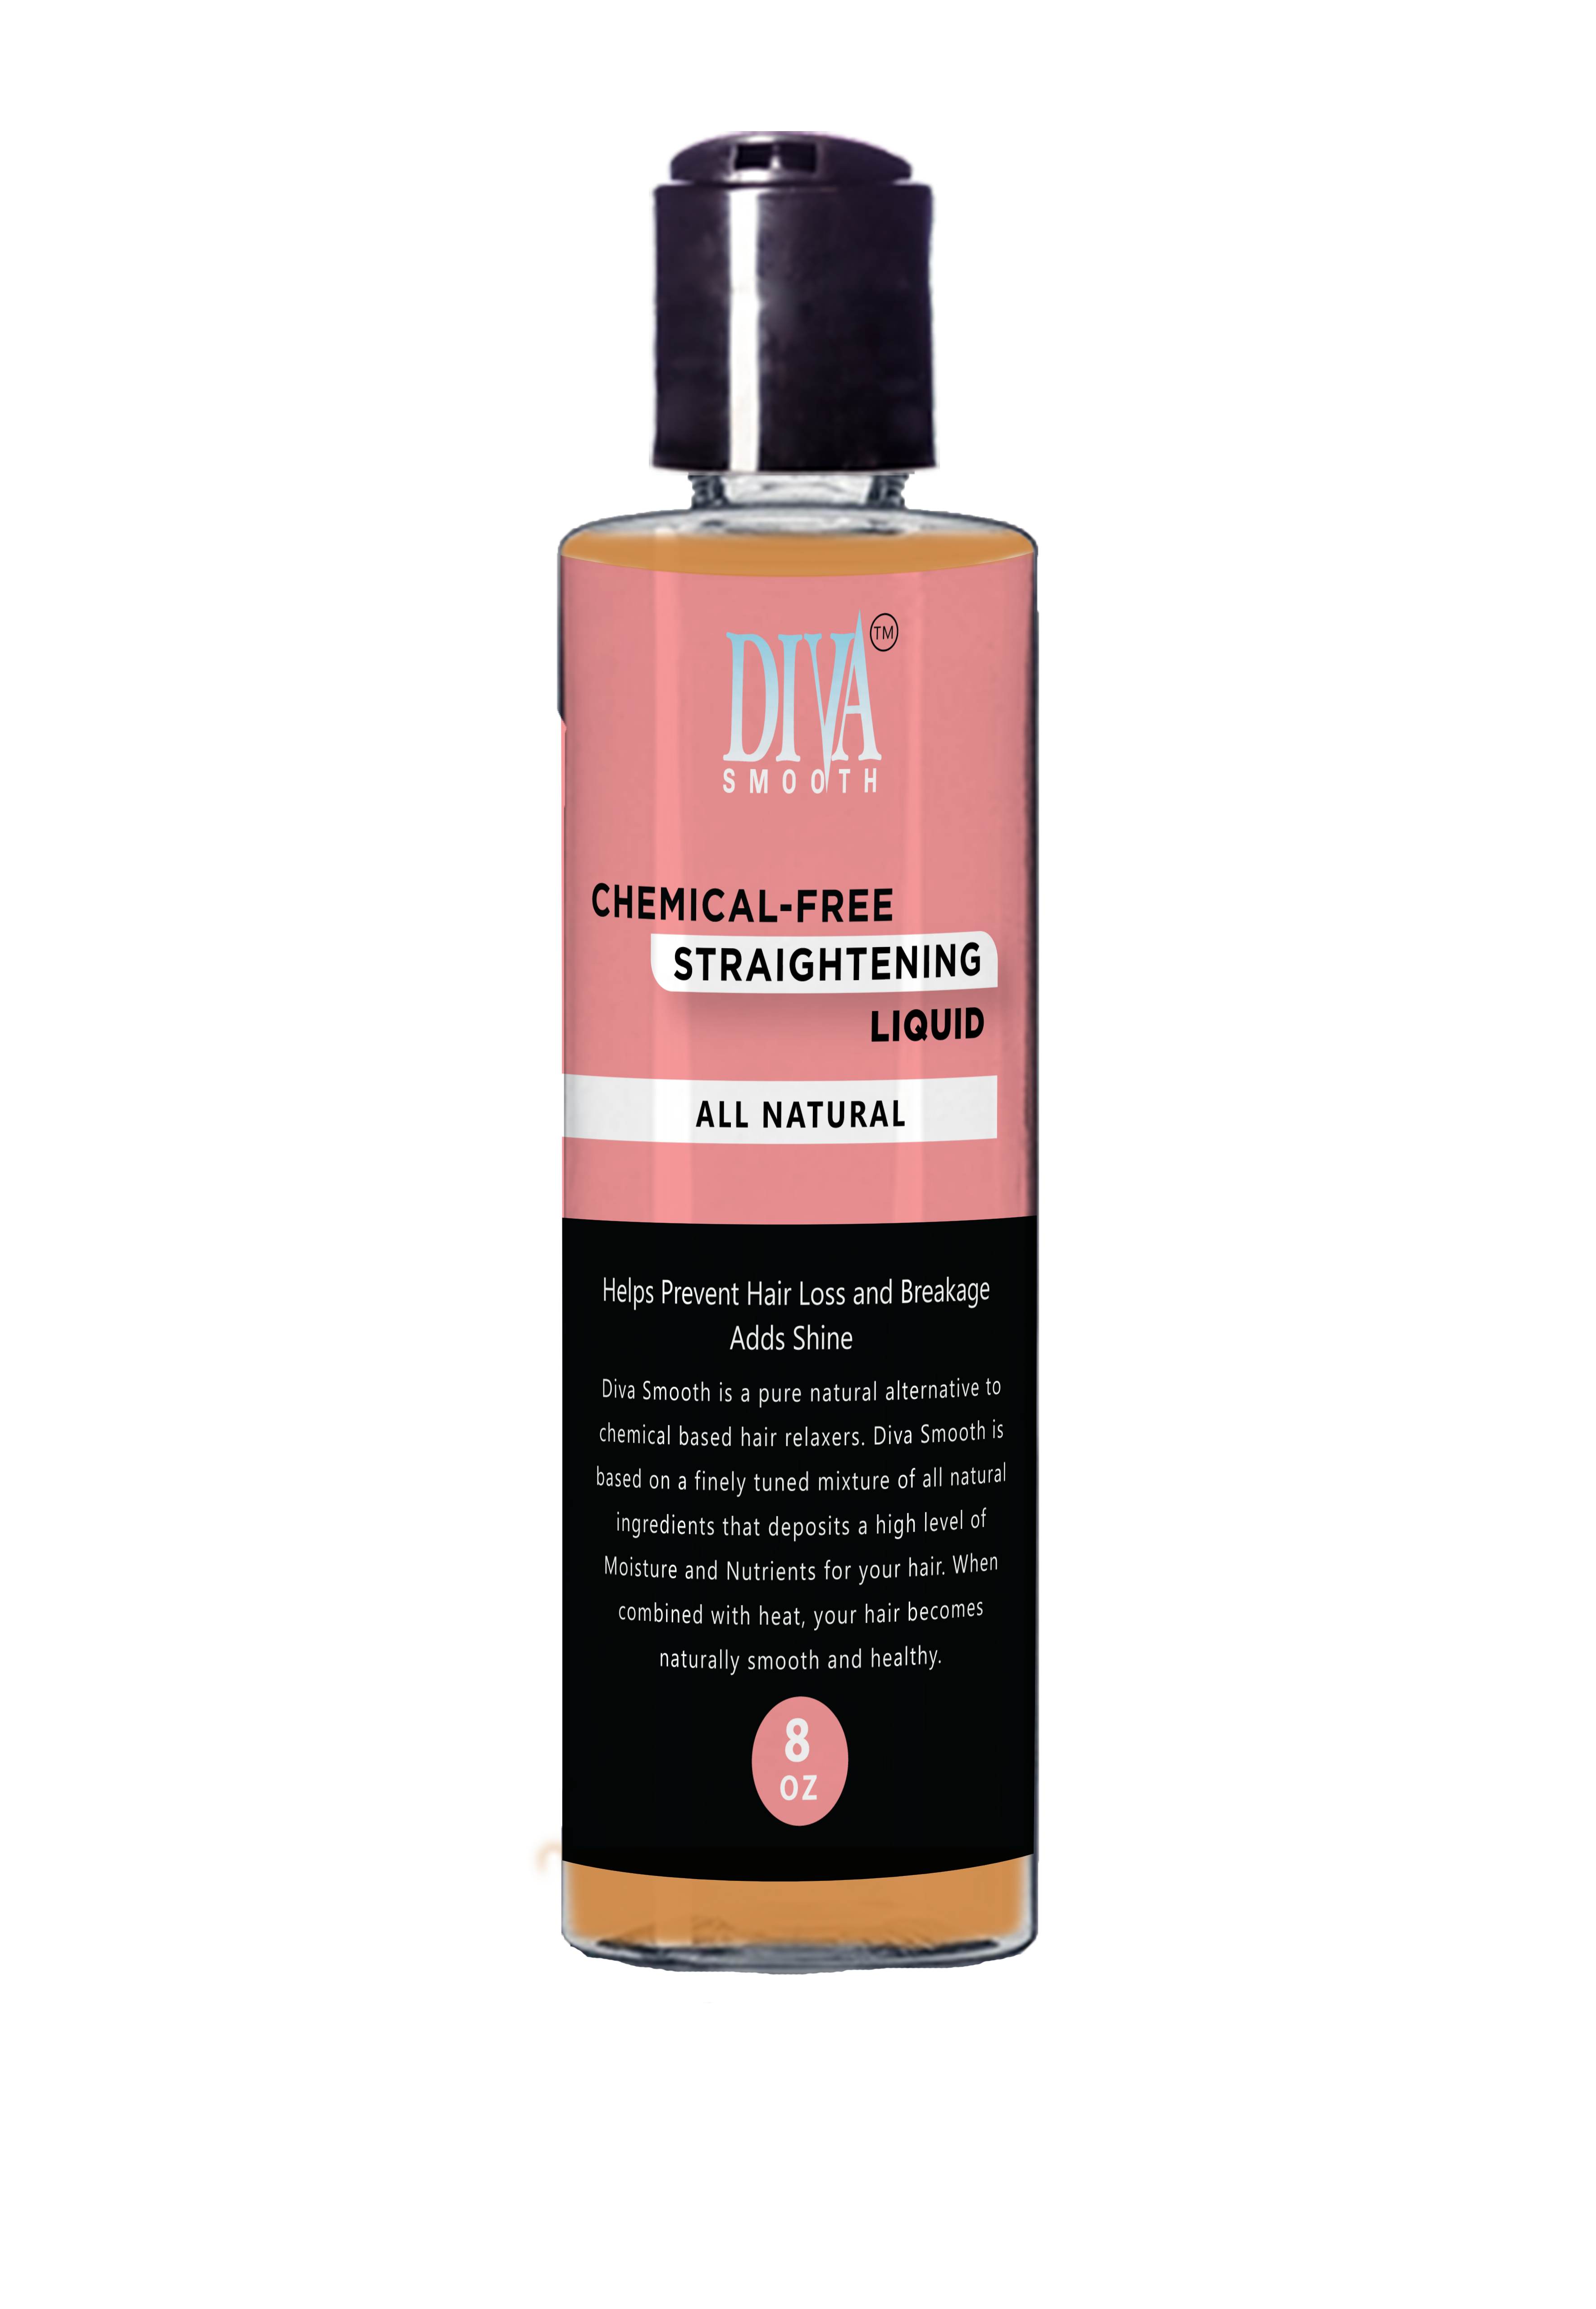 DIVA
TM
SMOOTH
CHEMICAL-FREE
STRAIGHTENING
LIQUID
ALL NATURAL
Helps Prevent Hair Loss and Breakage
Adds Shine
Diva Smooth is a pure natural alternative to
chemical based hair relaxers. Diva Smooth is
based on a finely tuned mixture of all natural
ingredients that deposits a high level of
Moisture and Nutrients for your hair. When
combined with heat, your hair becomes
naturally smooth and healthy.
8
OZ